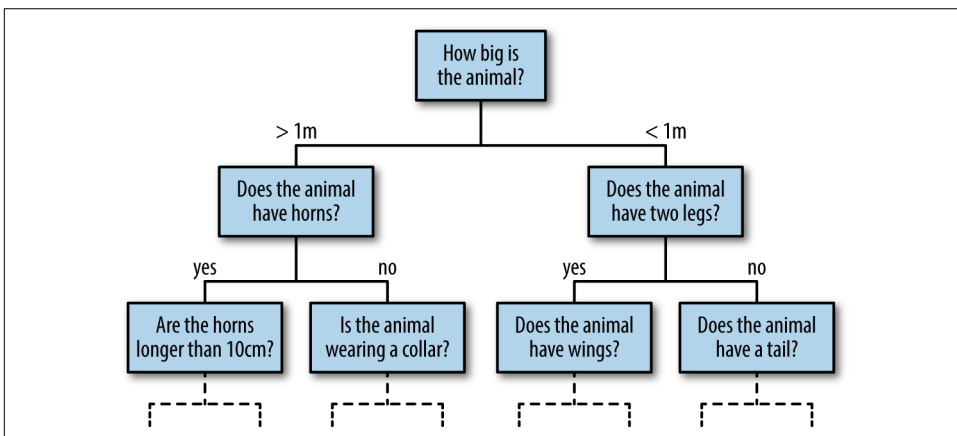 How big is
the animal?
> 1m
< 1m
Does the animal
have horns?
Does the animal
have two legs?
yes
no
yes
no
Are the horns
longer than 10cm?
Is the animal
wearing a collar?
Does the animal
have wings?
Does the animal
have a tail?